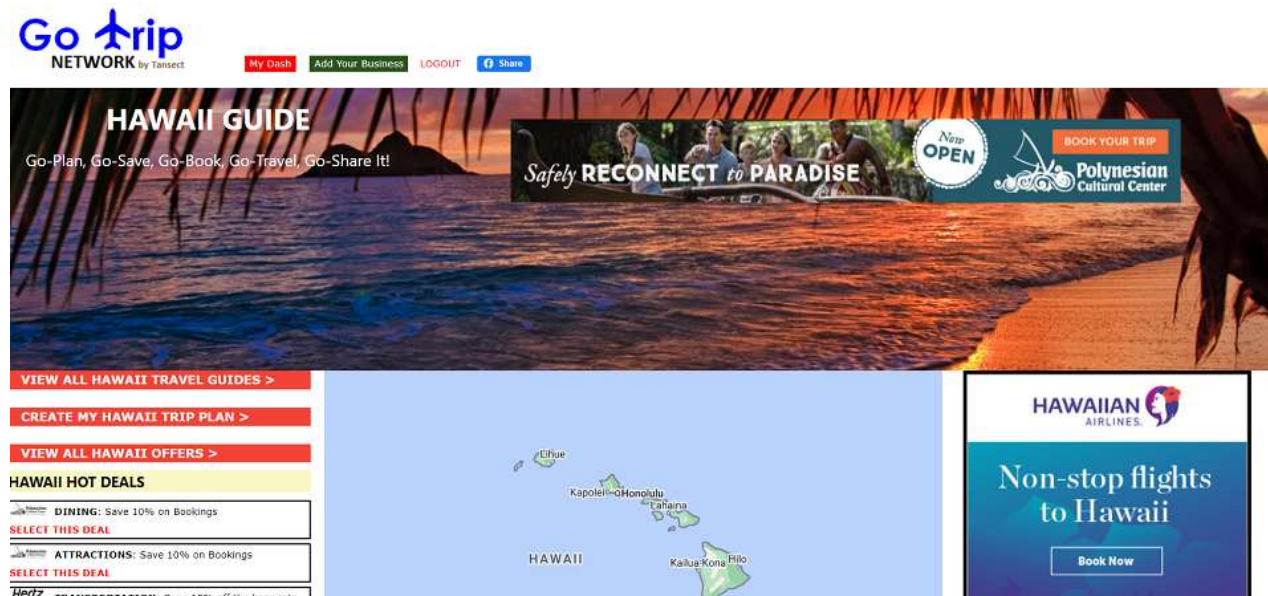 Go Trip
NETWORK by Tansect
My Dash
Add Your Business
LOGOUT
Share
HAWAII GUIDE
Go-Plan, Go-Save, Go-Book, Go-Travel, Go-Share It!
Safely RECONNECT to PARADISE
Now
OPEN
BOOK YOUR TRIP
Polynesian
Cultural Center
VIEW ALL HAWAII TRAVEL GUIDES >
CREATE MY HAWAII TRIP PLAN >
VIEW ALL HAWAII OFFERS >
HAWAII HOT DEALS
DINING: Save 10% on Bookings
SELECT THIS DEAL
ATTRACTIONS: Save 10% on Bookings
SELECT THIS DEAL
Hertz
Lihue
Kapolei
Honolulu
Lahaina
HAWAII
Kailua-Kona
Hilo
HAWAIIAN
AIRLINES.
Non-stop flights
to Hawaii
Book Now